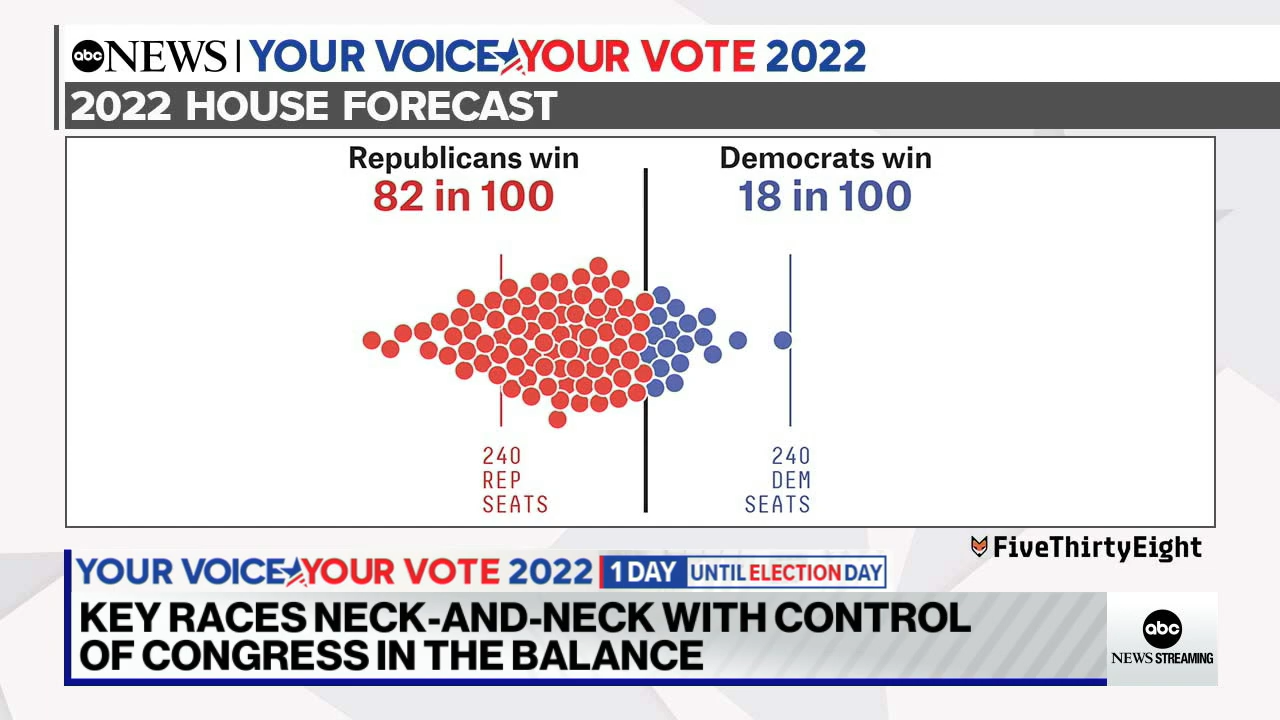 abc NEWS | YOUR VOICE YOUR VOTE 2022
2022 HOUSE FORECAST
Republicans win
82 in 100
Democrats win
18 in 100
240
REP
SEATS
240
DEM
SEATS
FiveThirtyEight
YOUR VOICE YOUR VOTE 2022 1 DAY UNTIL ELECTION DAY
KEY RACES NECK-AND-NECK WITH CONTROL
OF CONGRESS IN THE BALANCE
abc
NEWS STREAMING